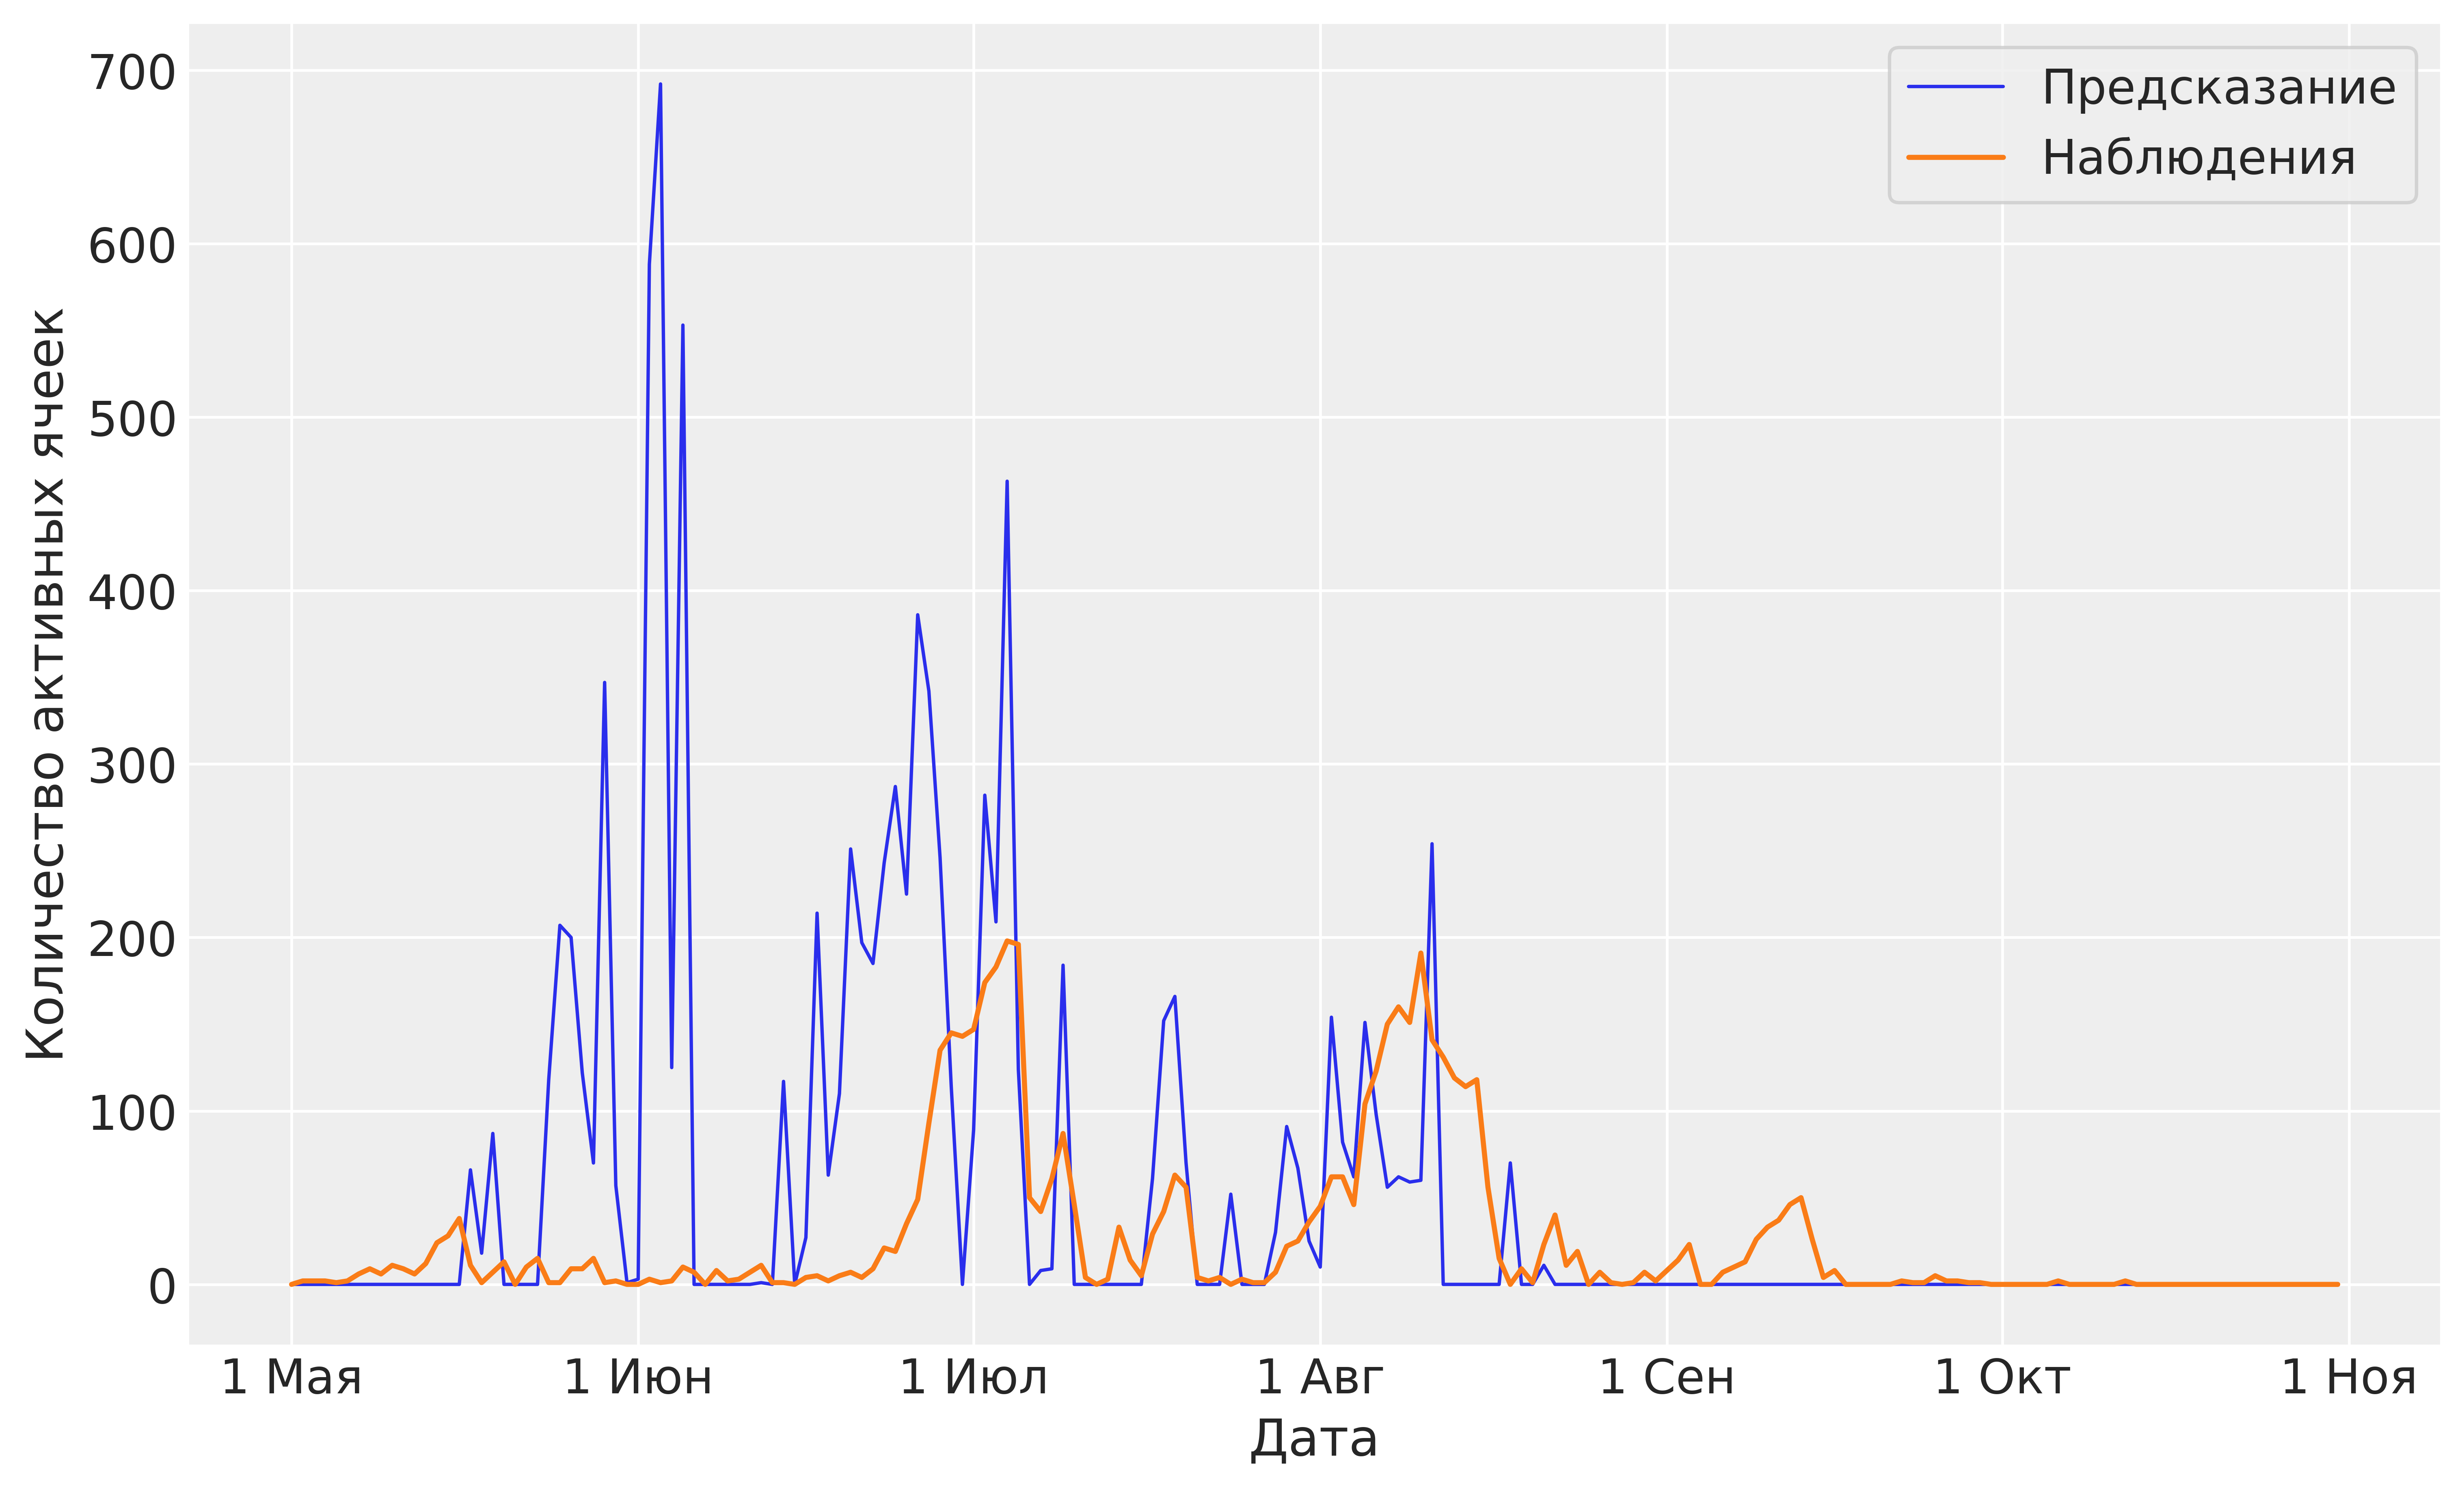 700
600
500
400
300
200
100
0
Количество активных ячеек
Предсказание
Наблюдения
1 Мая
1 Июн
1 Июл
1 Авг
1 Сен
1 Окт
1 Ноя
Дата